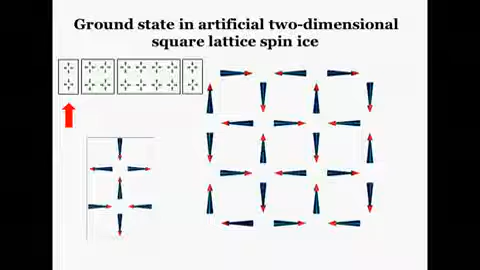 Ground state in artificial two-dimensional
square lattice spin ice